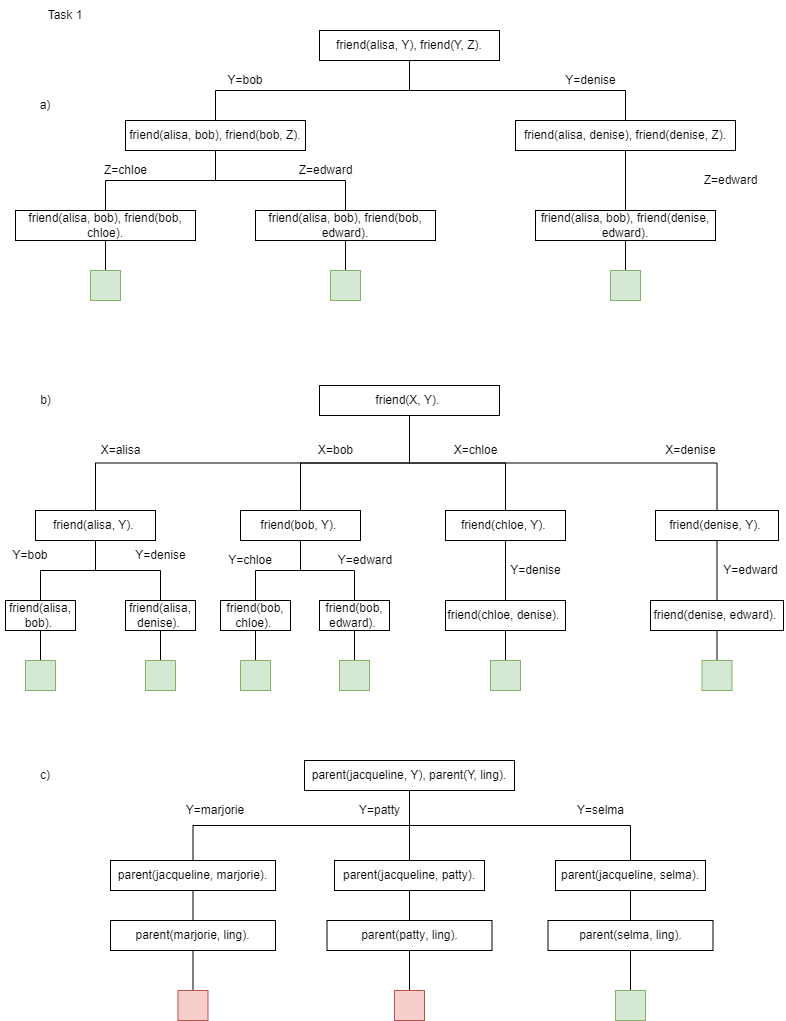 Task 1
friend(alisa, Y), friend(Y, Z).
Y=bob
Y=denise
a)
friend(alisa, bob), friend(bob, Z).
friend(alisa, denise), friend(denise, Z).
Z=chloe
Z=edward
Z=edward
friend(alisa, bob), friend(bob,
chloe).
friend(alisa, bob), friend(bob,
edward).
friend(alisa, bob), friend(denise,
edward).
b)
friend(X, Y).
X=alisa
X=bob
X=chloe
X=denise
friend(alisa, Y).
friend(bob, Y).
friend(chloe, Y).
friend(denise, Y).
Y=bob
Y=denise
Y=chloe
Y=edward
Y=denise
Y=edward
friend(alisa,
bob).
friend(alisa,
denise).
friend(bob,
chloe).
friend(bob,
edward).
friend(chloe, denise).
friend(denise, edward).
c)
parent(jacqueline, Y), parent(Y, ling).
Y=marjorie
Y=patty
Y=selma
parent(jacqueline, marjorie).
parent(jacqueline, patty).
parent(jacqueline, selma).
parent(marjorie, ling).
parent(patty, ling).
parent(selma, ling).